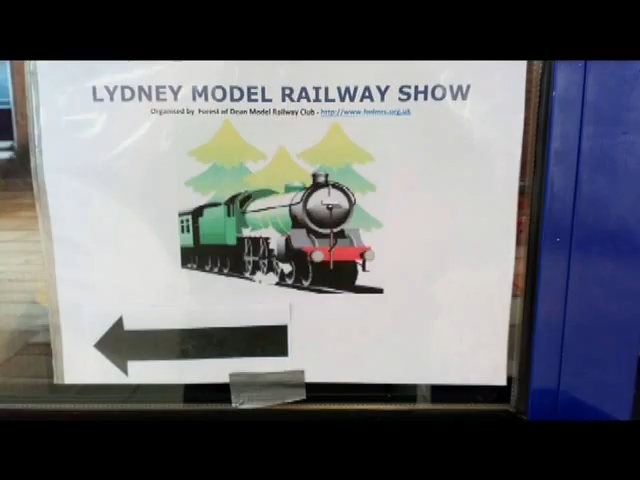 LYDNEY MODEL RAILWAY SHOW
Organised by Forest of Dean Model Railway Club - http://www.fodmrc.org.uk